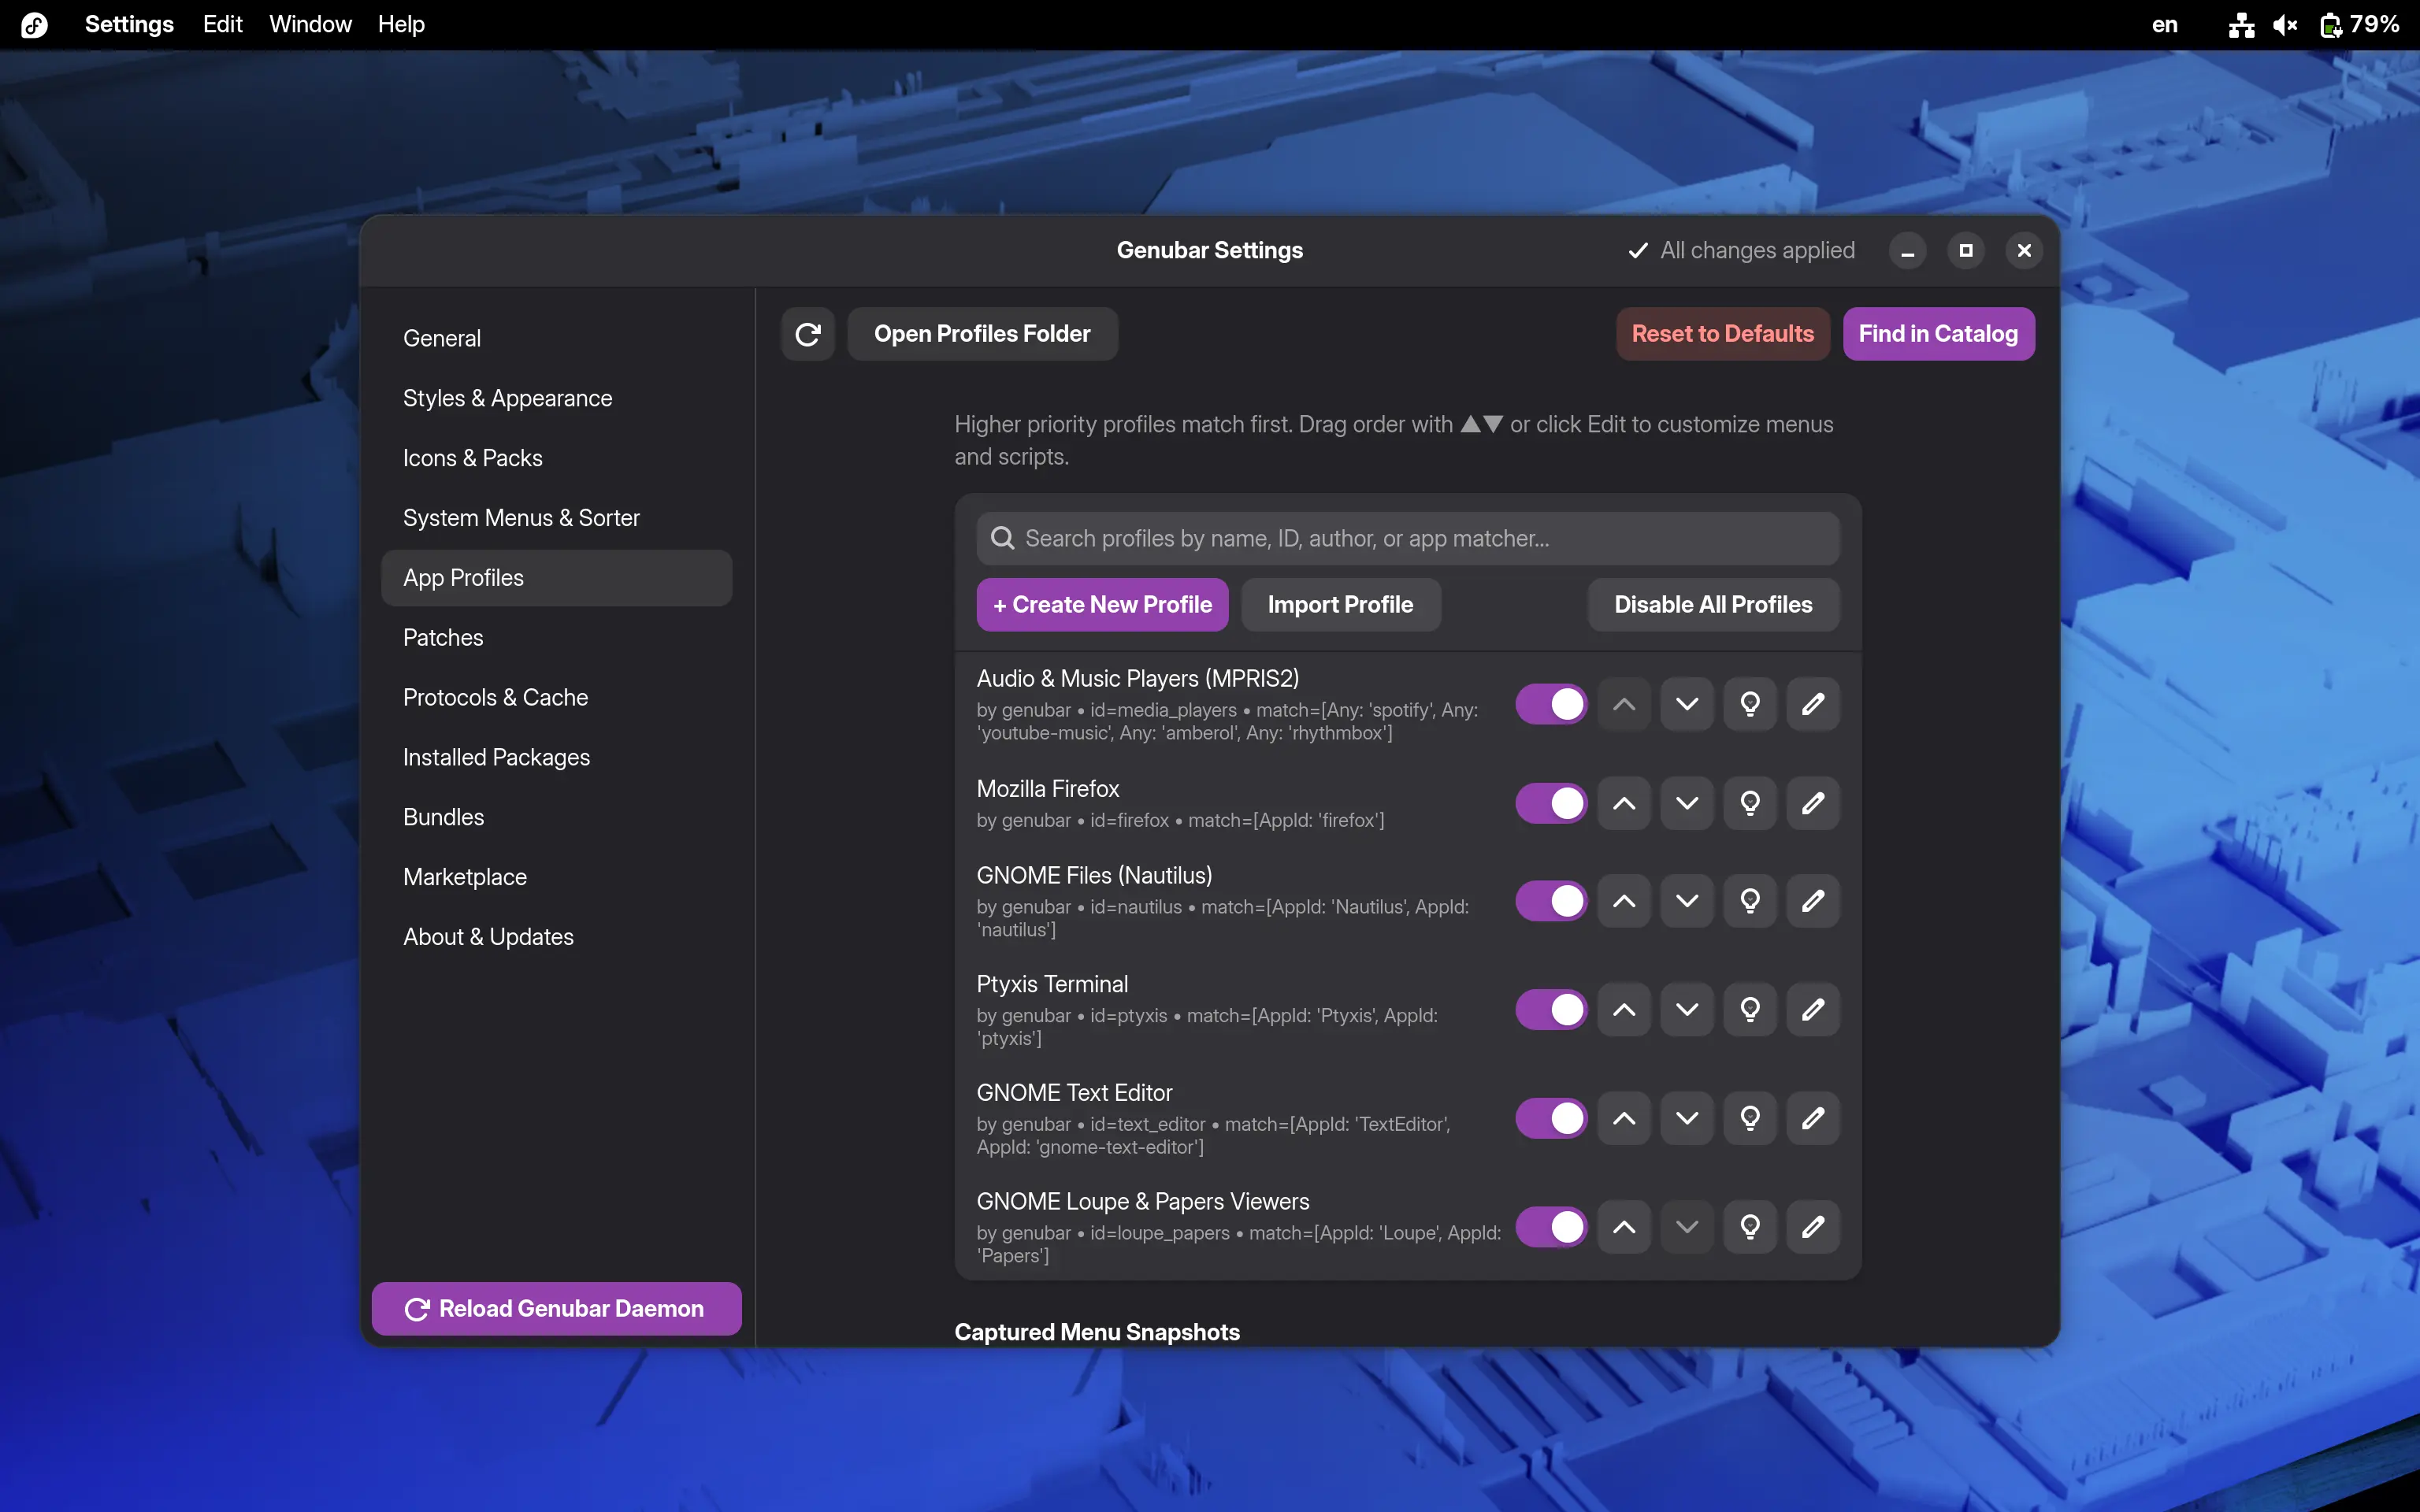 Settings Edit Window Help
en 79%
Genubar Settings
All changes applied
General
Styles & Appearance
Icons & Packs
System Menus & Sorter
App Profiles
Patches
Protocols & Cache
Installed Packages
Bundles
Marketplace
About & Updates
Reload Genubar Daemon
Open Profiles Folder
Reset to Defaults
Find in Catalog
Higher priority profiles match first. Drag order with ▲▼ or click Edit to customize menus
and scripts.
Search profiles by name, ID, author, or app matcher...
+ Create New Profile
Import Profile
Disable All Profiles
Audio & Music Players (MPRIS2)
by genubar • id=media_players • match=[Any: 'spotify', Any:
'youtube-music', Any: 'amberol', Any: 'rhythmbox']
Mozilla Firefox
by genubar • id=firefox • match=[AppId: 'firefox']
GNOME Files (Nautilus)
by genubar • id=nautilus • match=[AppId: 'Nautilus', AppId:
'nautilus']
Ptyxis Terminal
by genubar • id=ptyxis • match=[AppId: 'Ptyxis', AppId:
'ptyxis']
GNOME Text Editor
by genubar • id=text_editor • match=[AppId: 'TextEditor',
AppId: 'gnome-text-editor']
GNOME Loupe & Papers Viewers
by genubar • id=loupe_papers • match=[AppId: 'Loupe', AppId:
'Papers']
Captured Menu Snapshots